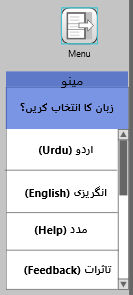 Menu
مینو
زبان کا انتخاب کریں؟
اردو (Urdu)
انگریزی (English)
مدد (Help)
تاثرات (Feedback)